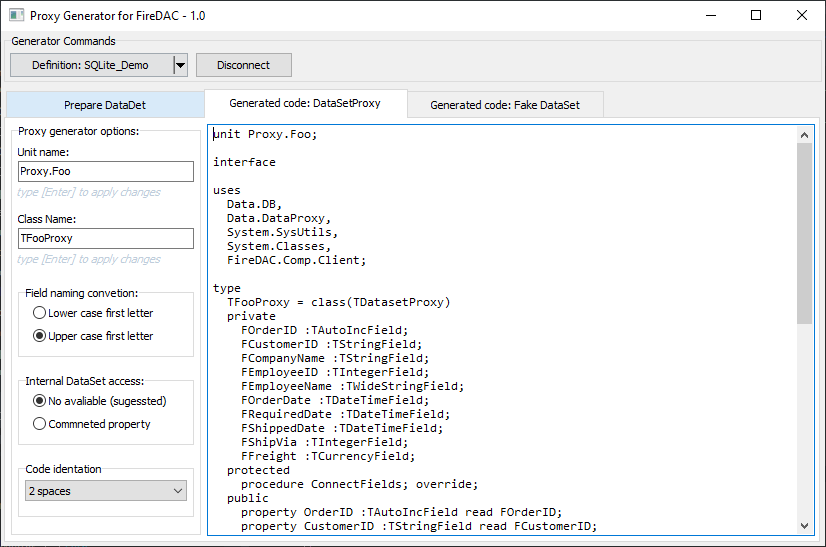 Proxy Generator for FireDAC - 1.0
Generator Commands
Definition: SQLite_Demo
Disconnect
Prepare DataDet
Generated code: DataSetProxy
Generated code: Fake DataSet
Proxy generator options:
Unit name:
Proxy.Foo
type [Enter] to apply changes
Class Name:
TFooProxy
type [Enter] to apply changes
Field naming convetion:
Lower case first letter
Upper case first letter
Internal DataSet access:
No avaliable (sugessted)
Commneted property
Code identation
2 spaces
unit Proxy.Foo;
interface
uses
  Data.DB,
  Data.DataProxy,
  System.SysUtils,
  System.Classes,
  FireDAC.Comp.Client;
type
  TFooProxy = class(TDatasetProxy)
  private
    FOrderID :TAutoIncField;
    FCustomerID :TStringField;
    FCompanyName :TStringField;
    FEmployeeID :TIntegerField;
    FEmployeeName :TWideStringField;
    FOrderDate :TDateTimeField;
    FRequiredDate :TDateTimeField;
    FShippedDate :TDateTimeField;
    FShipVia :TIntegerField;
    FFreight :TCurrencyField;
  protected
    procedure ConnectFields; override;
  public
    property OrderID :TAutoIncField read FOrderID;
    property CustomerID :TStringField read FCustomerID;